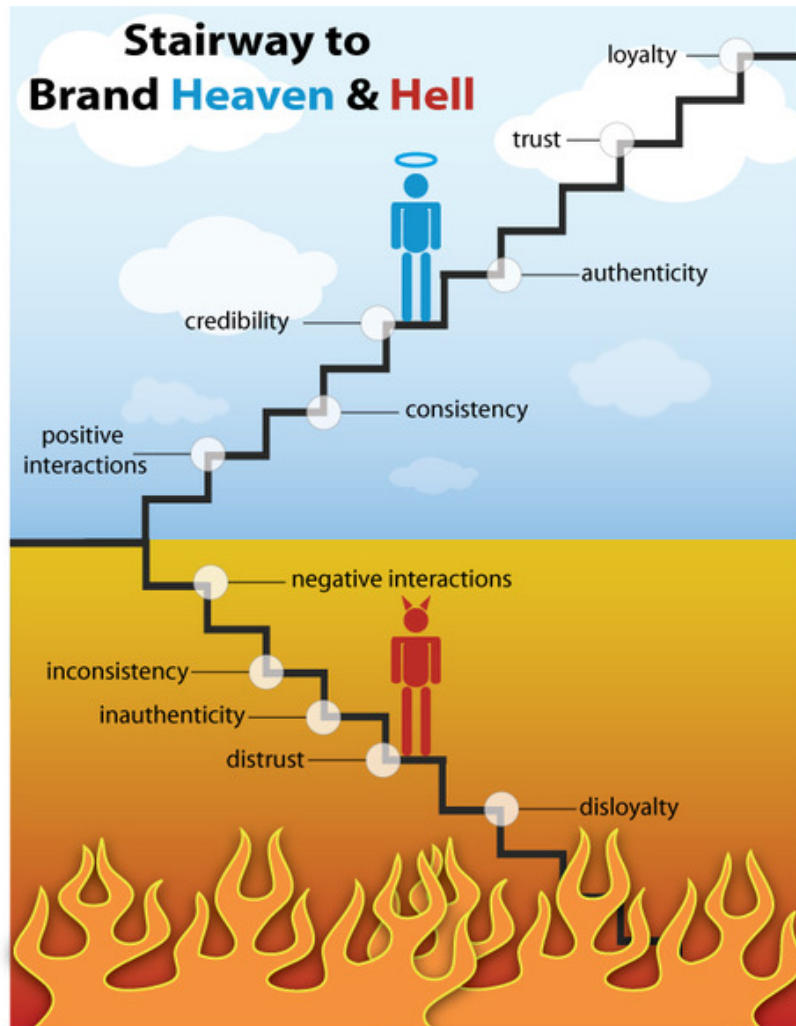 Stairway to
Brand Heaven & Hell
loyalty
trust
authenticity
credibility
consistency
positive
interactions
negative interactions
inconsistency
inauthenticity
distrust
disloyalty